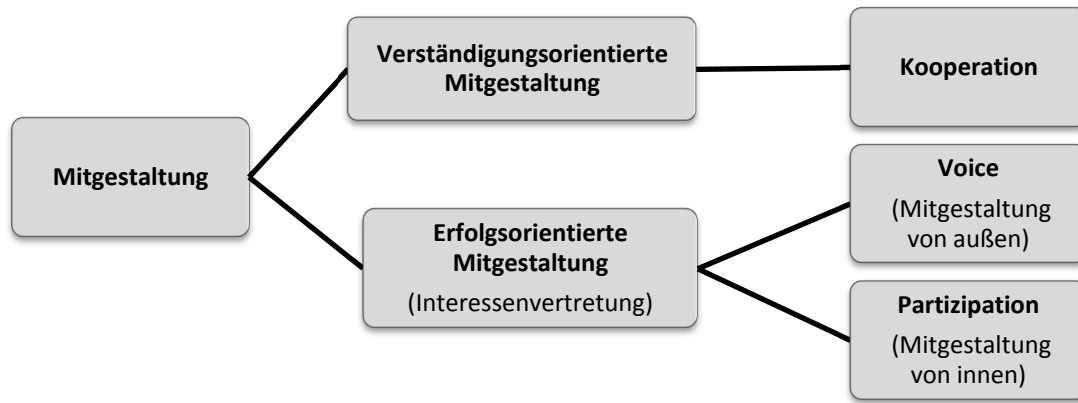 Mitgestaltung
Verständigungsorientierte
Mitgestaltung
Kooperation
Erfolgsorientierte
Mitgestaltung
(Interessenvertretung)
Voice
(Mitgestaltung
von außen)
Partizipation
(Mitgestaltung
von innen)